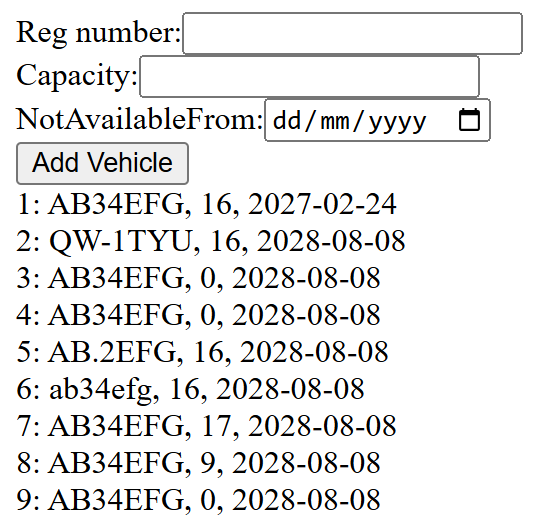 Reg number:
Capacity:
NotAvailableFrom: dd/mm/yyyy
Add Vehicle
1: AB34EFG, 16, 2027-02-24
2: QW-1TYU, 16, 2028-08-08
3: AB34EFG, 0, 2028-08-08
4: AB34EFG, 0, 2028-08-08
5: AB.2EFG, 16, 2028-08-08
6: ab34efg, 16, 2028-08-08
7: AB34EFG, 17, 2028-08-08
8: AB34EFG, 9, 2028-08-08
9: AB34EFG, 0, 2028-08-08